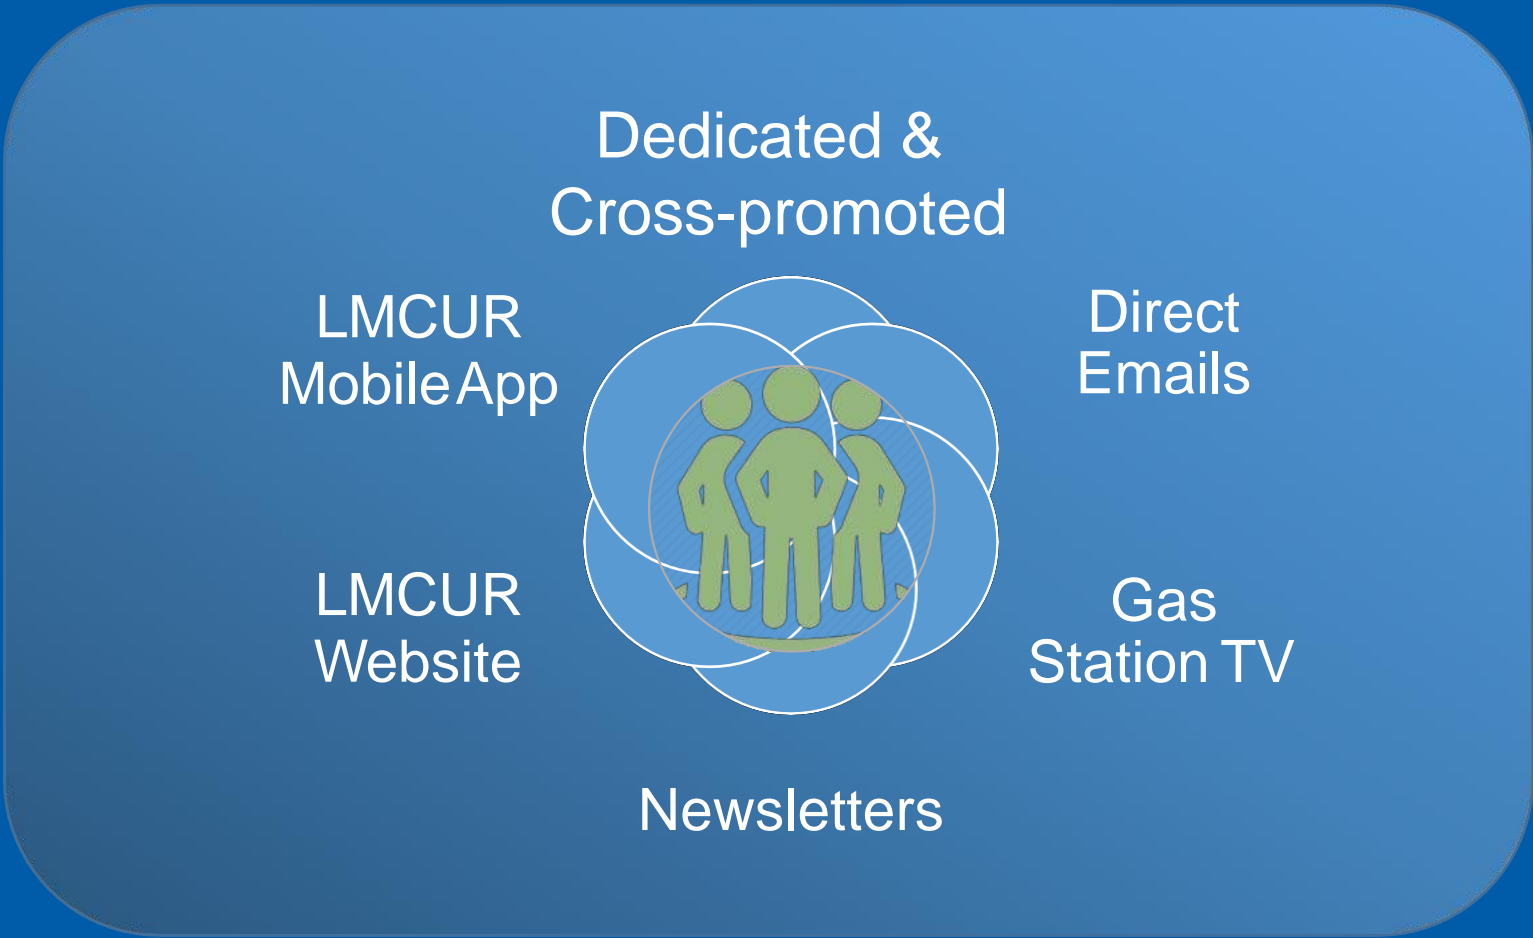 Dedicated &
Cross-promoted
LMCUR
Mobile App
Direct
Emails
LMCUR
Website
Gas
Station TV
Newsletters